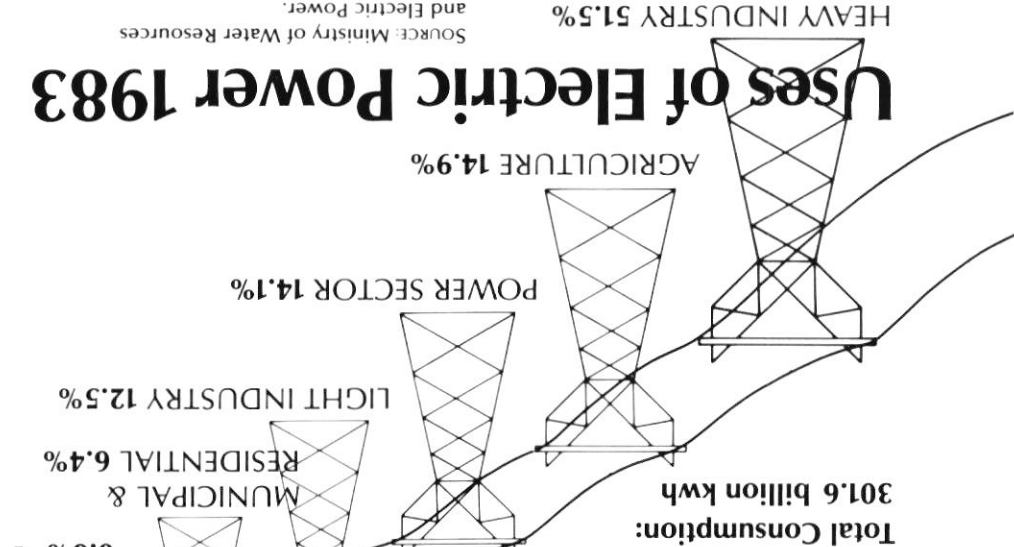 Total Consumption:
301.6 billion kwh
MUNICIPAL &
RESIDENTIAL 6.4%
LIGHT INDUSTRY 12.5%
POWER SECTOR 14.1%
AGRICULTURE 14.9%
Uses of Electric Power 1983
SOURCE: Ministry of Water Resources
and Electric Power.
HEAVY INDUSTRY 51.5%